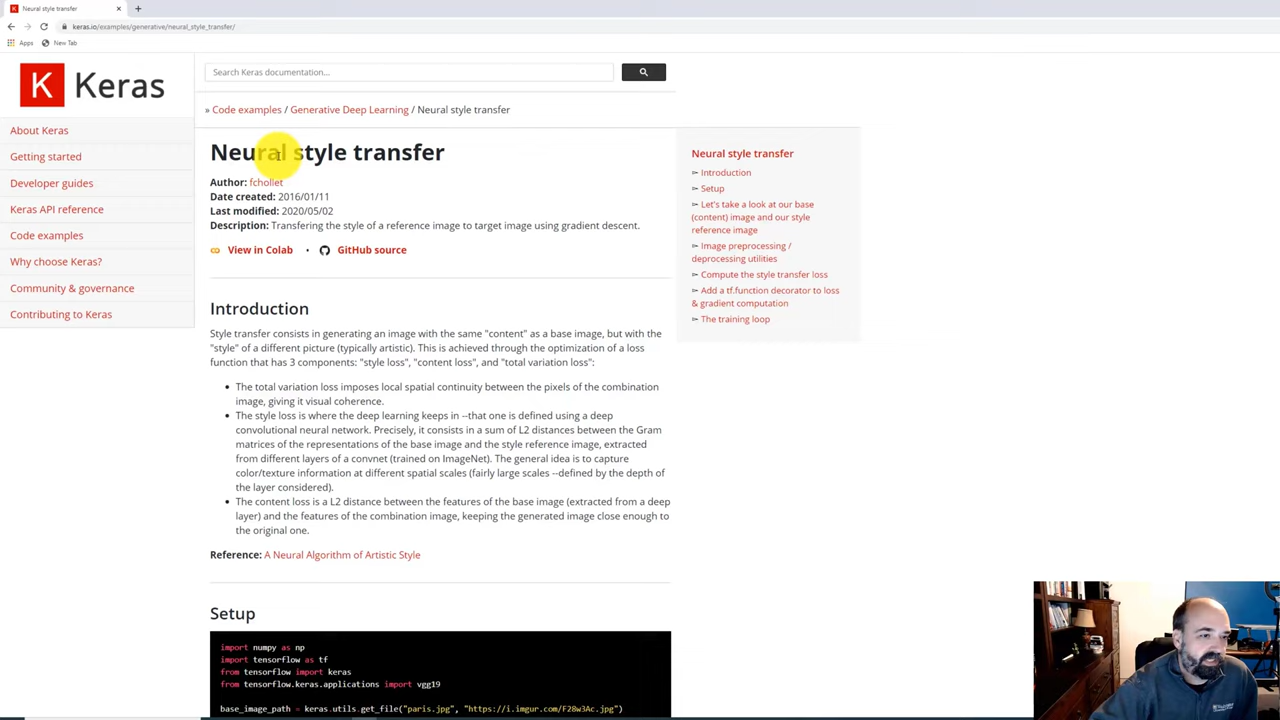 Neural style transfer
keras.io/examples/generative/neural_style_transfer/
Apps
New Tab
K Keras
Search Keras documentation...
About Keras
Getting started
Developer guides
Keras API reference
Code examples
Why choose Keras?
Community & governance
Contributing to Keras
» Code examples / Generative Deep Learning / Neural style transfer
Neural style transfer
Author: fchollet
Date created: 2016/01/11
Last modified: 2020/05/02
Description: Transfering the style of a reference image to target image using gradient descent.
View in Colab • GitHub source
Introduction
Style transfer consists in generating an image with the same "content" as a base image, but with the
"style" of a different picture (typically artistic). This is achieved through the optimization of a loss
function that has 3 components: "style loss", "content loss", and "total variation loss":
• The total variation loss imposes local spatial continuity between the pixels of the combination
image, giving it visual coherence.
• The style loss is where the deep learning keeps in --that one is defined using a deep
convolutional neural network. Precisely, it consists in a sum of L2 distances between the Gram
matrices of the representations of the base image and the style reference image, extracted
from different layers of a convnet (trained on ImageNet). The general idea is to capture
color/texture information at different spatial scales (fairly large scales --defined by the depth of
the layer considered).
• The content loss is a L2 distance between the features of the base image (extracted from a deep
layer) and the features of the combination image, keeping the generated image close enough to
the original one.
Reference: A Neural Algorithm of Artistic Style
Setup
import numpy as np
import tensorflow as tf
from tensorflow import keras
from tensorflow.keras.applications import vgg19
base_image_path = keras.utils.get_file("paris.jpg", "https://i.imgur.com/F28w3Ac.jpg")
Neural style transfer
► Introduction
► Setup
► Let's take a look at our base
(content) image and our style
reference image
► Image preprocessing /
deprocessing utilities
► Compute the style transfer loss
► Add a tf.function decorator to loss
& gradient computation
► The training loop